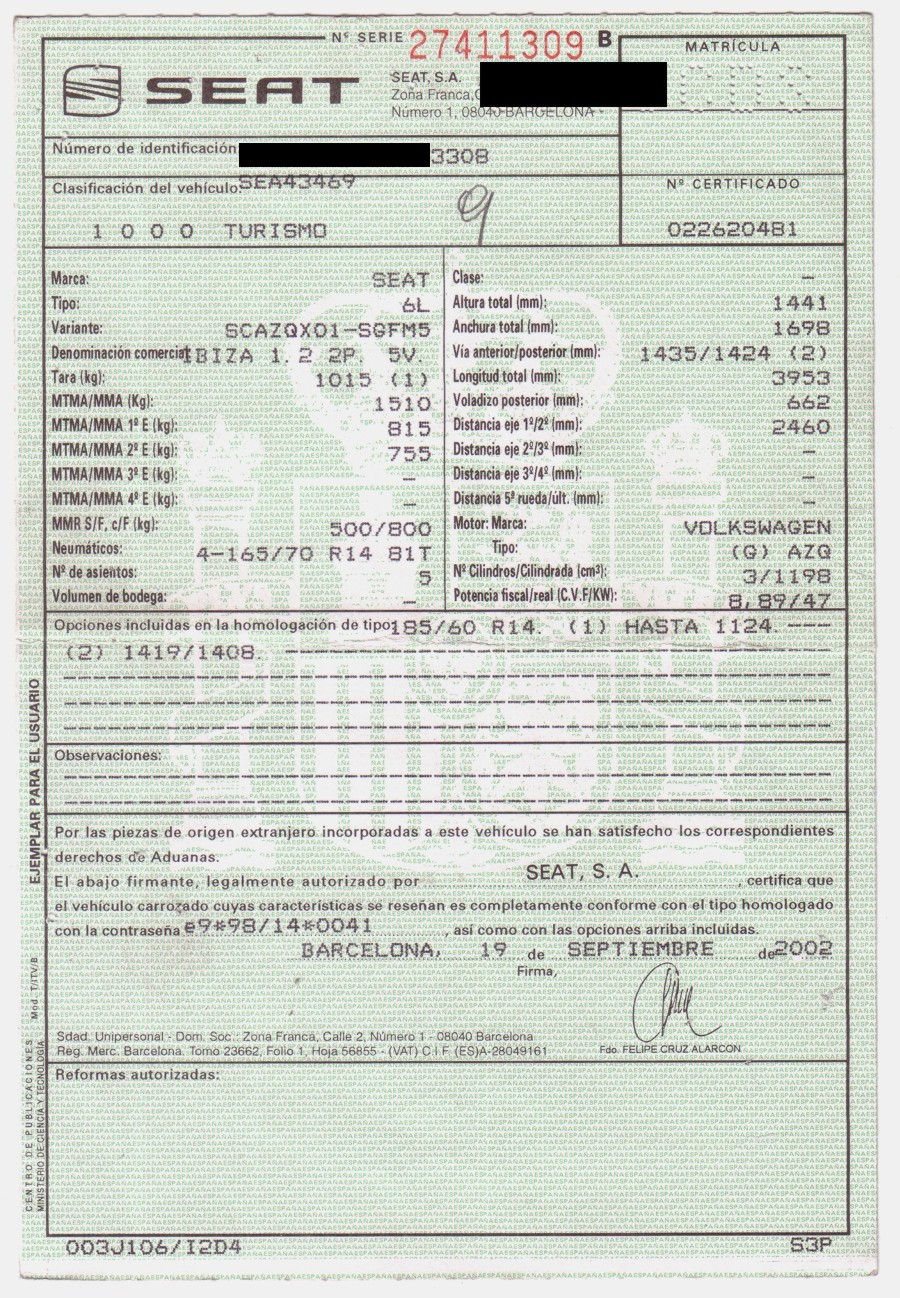 Nº SERIE 27411309 B
MATRÍCULA
SEAT
SEAT, S.A.
Zona Franca,
Número 1, 08040-BARCELONA
Número de identificación 3308
Clasificación del vehículo SEA43469
Nº CERTIFICADO
1000 TURISMO
022620481
Marca: SEAT
Tipo: 6L
Variante: SCAZQX01-SGFM5
Denominación comercial IBIZA 1.2 2P. 5V.
Tara (kg): 1015 (1)
MTMA/MMA (Kg): 1510
MTMA/MMA 1º E (kg): 815
MTMA/MMA 2º E (kg): 755
MTMA/MMA 3º E (kg): —
MTMA/MMA 4º E (kg): —
MMR S/F, c/F (kg): 500/800
Neumáticos: 4-165/70 R14 81T
Nº de asientos: 5
Volumen de bodega: —
Clase: —
Altura total (mm): 1441
Anchura total (mm): 1698
Vía anterior/posterior (mm): 1435/1424 (2)
Longitud total (mm): 3953
Voladizo posterior (mm): 662
Distancia eje 1º/2º (mm): 2460
Distancia eje 2º/3º (mm): —
Distancia eje 3º/4º (mm): —
Distancia 5ª rueda/últ. (mm): —
Motor: Marca: VOLKSWAGEN
Tipo: (G) AZQ
Nº Cilindros/Cilindrada (cm³): 3/1198
Potencia fiscal/real (C.V.F/KW): 8,89/47
Opciones incluidas en la homologación de tipo: 185/60 R14. (1) HASTA 1124.
(2) 1419/1408.
Observaciones:
Por las piezas de origen extranjero incorporadas a este vehículo se han satisfecho los correspondientes
derechos de Aduanas.
El abajo firmante, legalmente autorizado por SEAT, S. A. , certifica que
el vehículo carrozado cuyas características se reseñan es completamente conforme con el tipo homologado
con la contraseña e9*98/14*0041 , así como con las opciones arriba incluidas.
BARCELONA, 19 de SEPTIEMBRE de 2002
Firma,
Sdad. Unipersonal - Dom. Soc.: Zona Franca, Calle 2, Número 1 - 08040 Barcelona
Reg. Merc. Barcelona. Tomo 23662, Folio 1, Hoja 56855 - (VAT) C I F (ES)A-28049161
Fdo. FELIPE CRUZ ALARCON
Reformas autorizadas:
003J106/I2D4
S3P
EJEMPLAR PARA EL USUARIO
Mod. T/ITV/B
CENTRO DE PUBLICACIONES
MINISTERIO DE CIENCIA Y TECNOLOGÍA